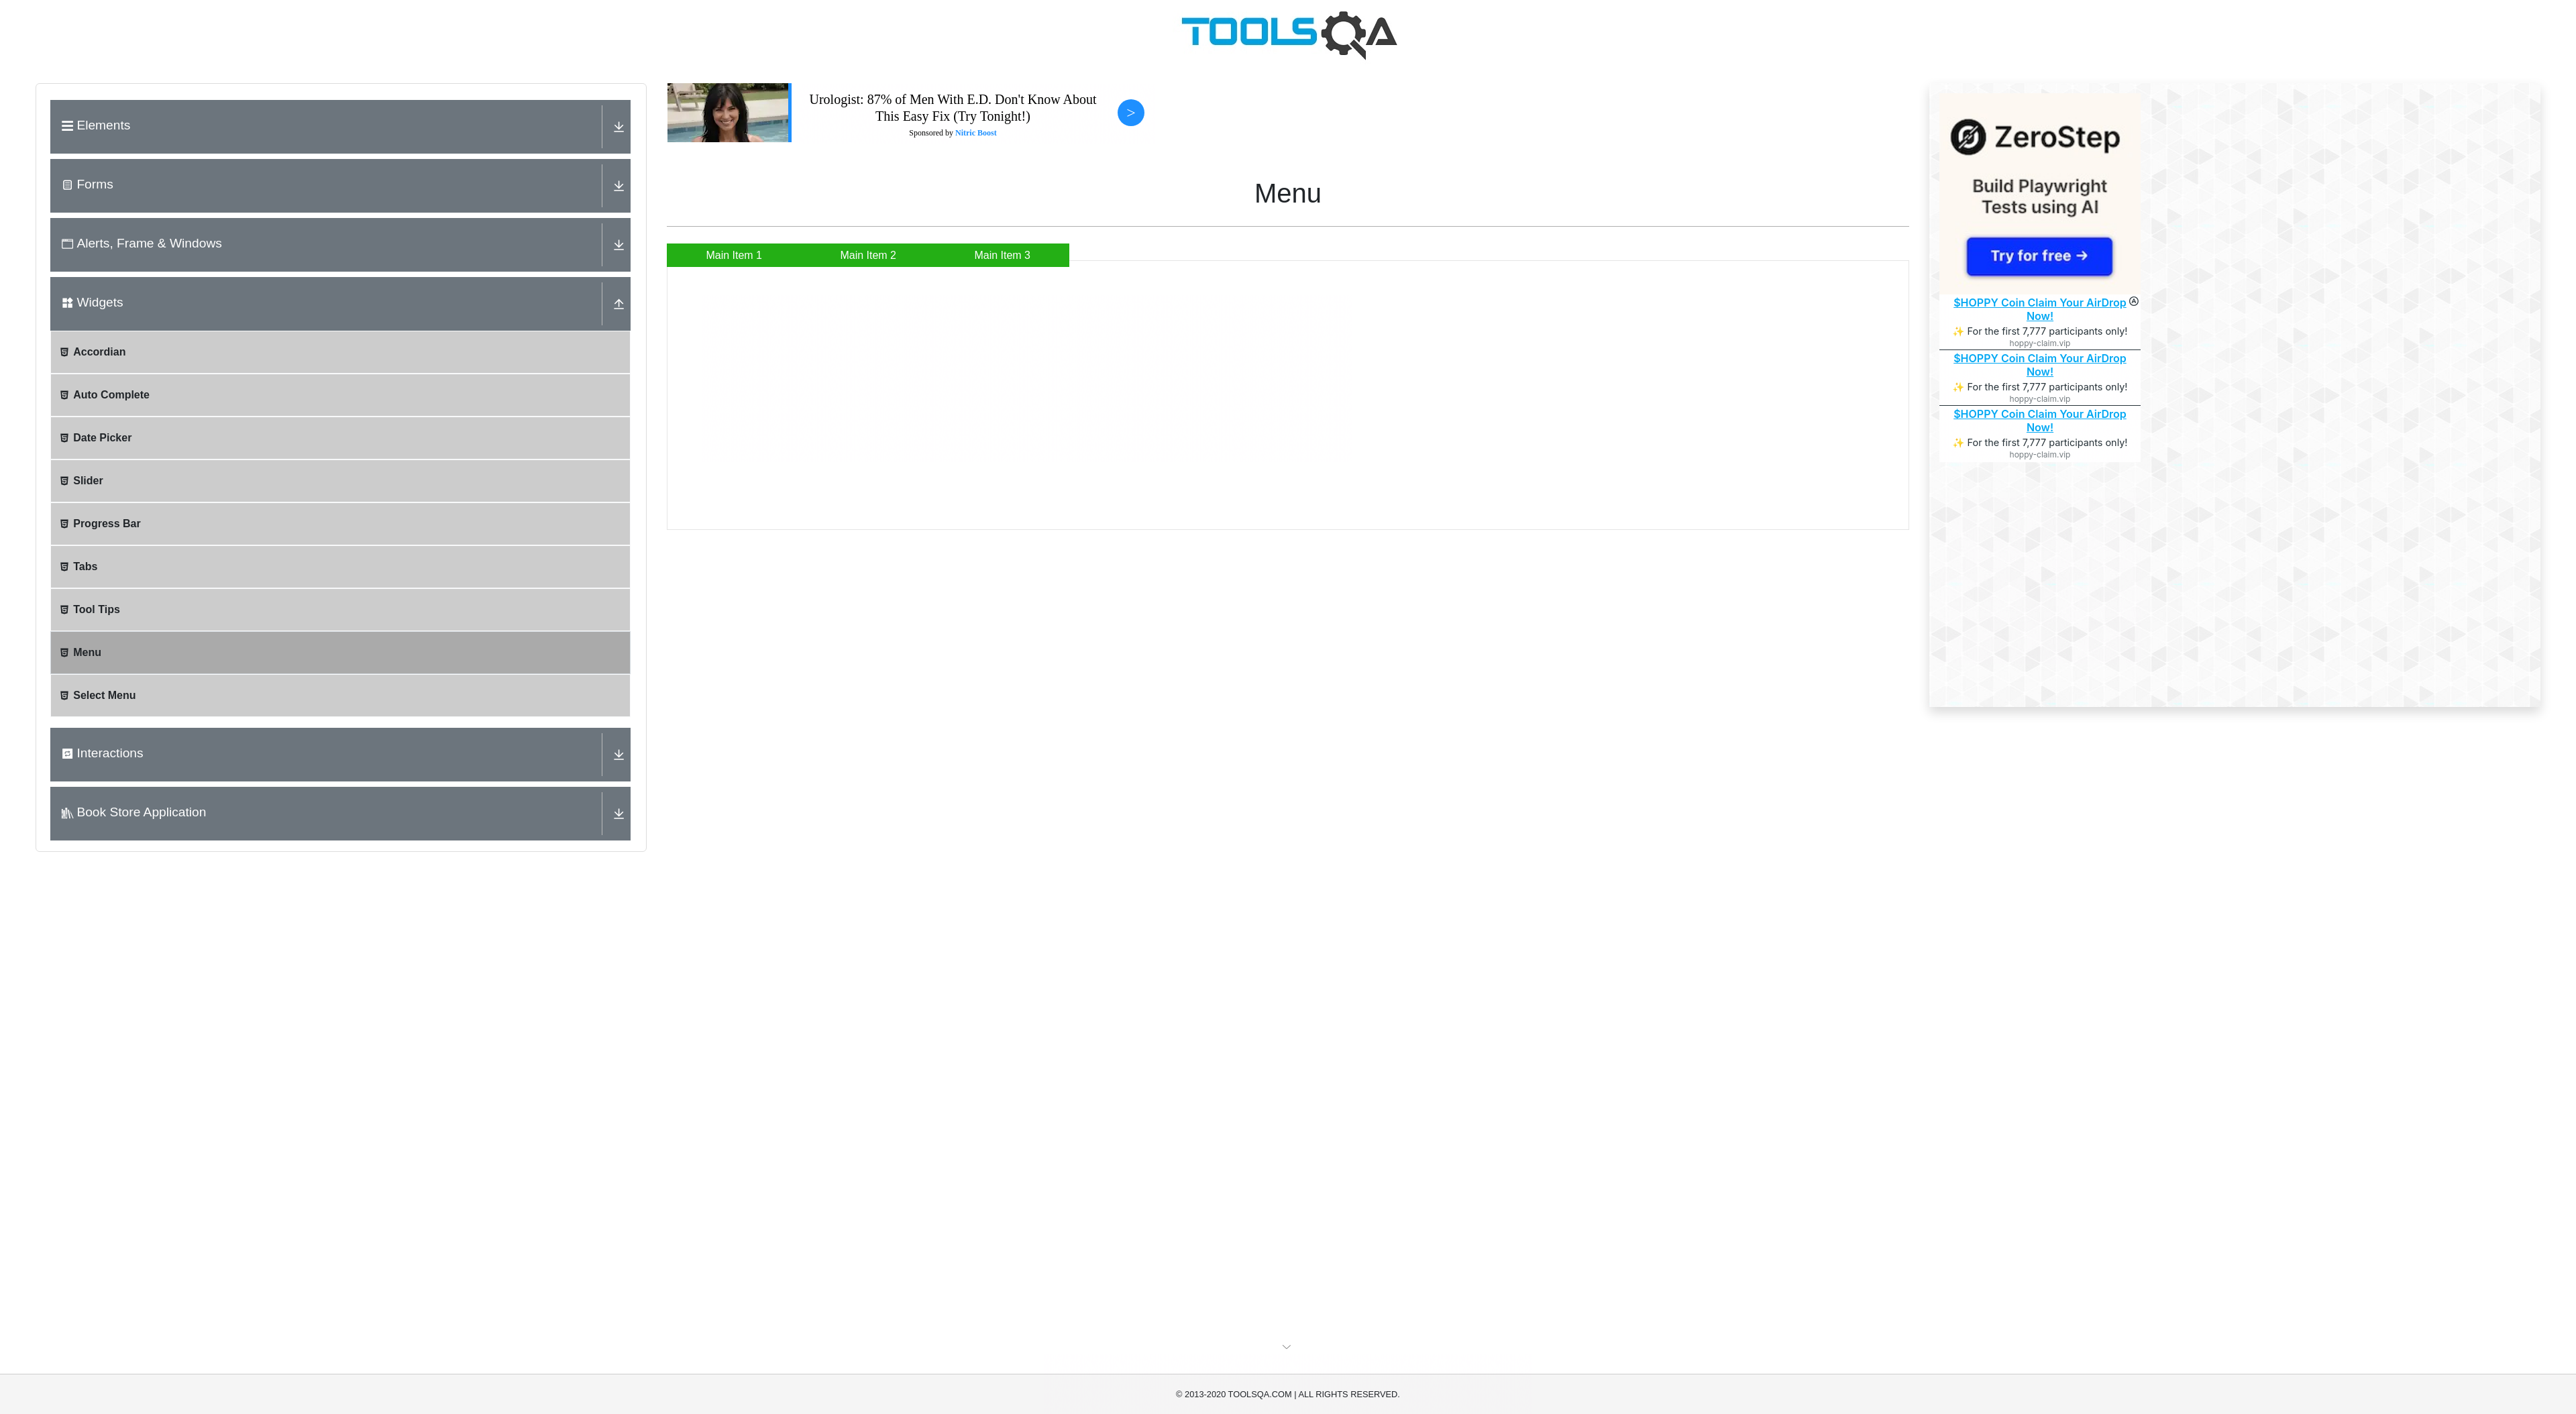 TOOLSQA
Elements
Forms
Alerts, Frame & Windows
Widgets
Accordian
Auto Complete
Date Picker
Slider
Progress Bar
Tabs
Tool Tips
Menu
Select Menu
Interactions
Book Store Application
Urologist: 87% of Men With E.D. Don't Know About
This Easy Fix (Try Tonight!)
Sponsored by Nitric Boost
>
Menu
Main Item 1
Main Item 2
Main Item 3
ZeroStep
Build Playwright
Tests using AI
Try for free →
$HOPPY Coin Claim Your AirDrop
Now!
✨ For the first 7,777 participants only!
hoppy-claim.vip
$HOPPY Coin Claim Your AirDrop
Now!
✨ For the first 7,777 participants only!
hoppy-claim.vip
$HOPPY Coin Claim Your AirDrop
Now!
✨ For the first 7,777 participants only!
hoppy-claim.vip
© 2013-2020 TOOLSQA.COM | ALL RIGHTS RESERVED.